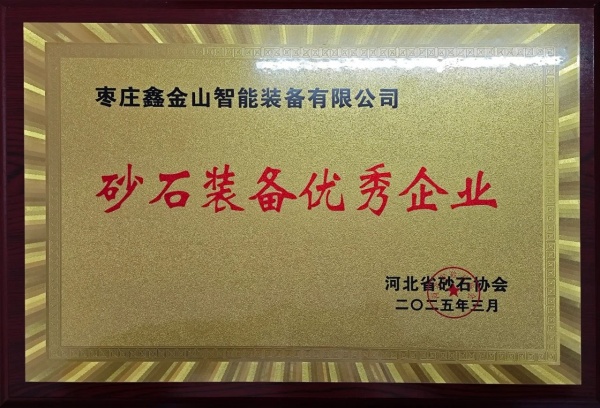 枣庄鑫金山智能装备有限公司
砂石装备优秀企业
河北省砂石协会
二〇二五年三月